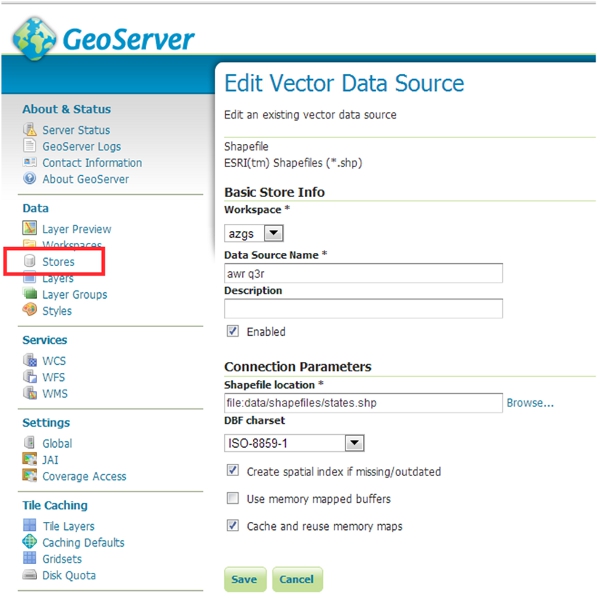 GeoServer
About & Status
Server Status
GeoServer Logs
Contact Information
About GeoServer
Data
Layer Preview
Workspaces
Stores
Layers
Layer Groups
Styles
Services
WCS
WFS
WMS
Settings
Global
JAI
Coverage Access
Tile Caching
Tile Layers
Caching Defaults
Gridsets
Disk Quota
Edit Vector Data Source
Edit an existing vector data source
Shapefile
ESRI(tm) Shapefiles (*.shp)
Basic Store Info
Workspace *
azgs
Data Source Name *
awr q3r
Description
Enabled
Connection Parameters
Shapefile location *
file:data/shapefiles/states.shp Browse...
DBF charset
ISO-8859-1
Create spatial index if missing/outdated
Use memory mapped buffers
Cache and reuse memory maps
Save Cancel